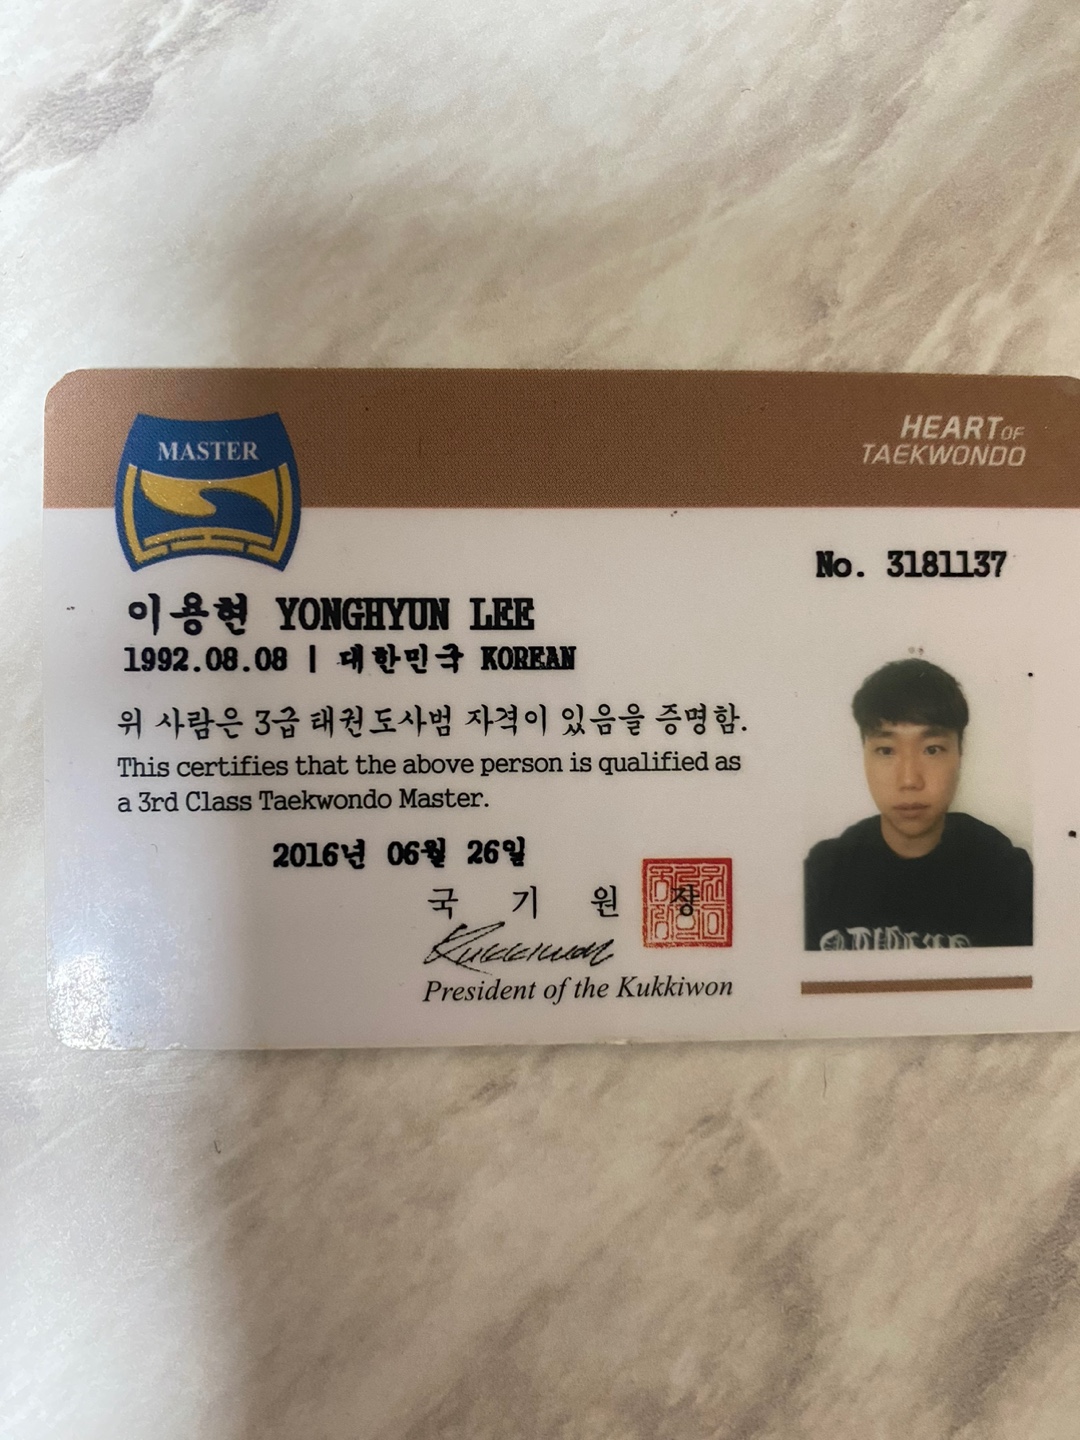 MASTER
HEART OF
TAEKWONDO
No. 3181137
이용현 YONGHYUN LEE
1992.08.08 | 대한민국 KOREAN
위 사람은 3급 태권도사범 자격이 있음을 증명함.
This certifies that the above person is qualified as
a 3rd Class Taekwondo Master.
2016년 06월 26일
국 기 원 장
Kukkiwon
President of the Kukkiwon